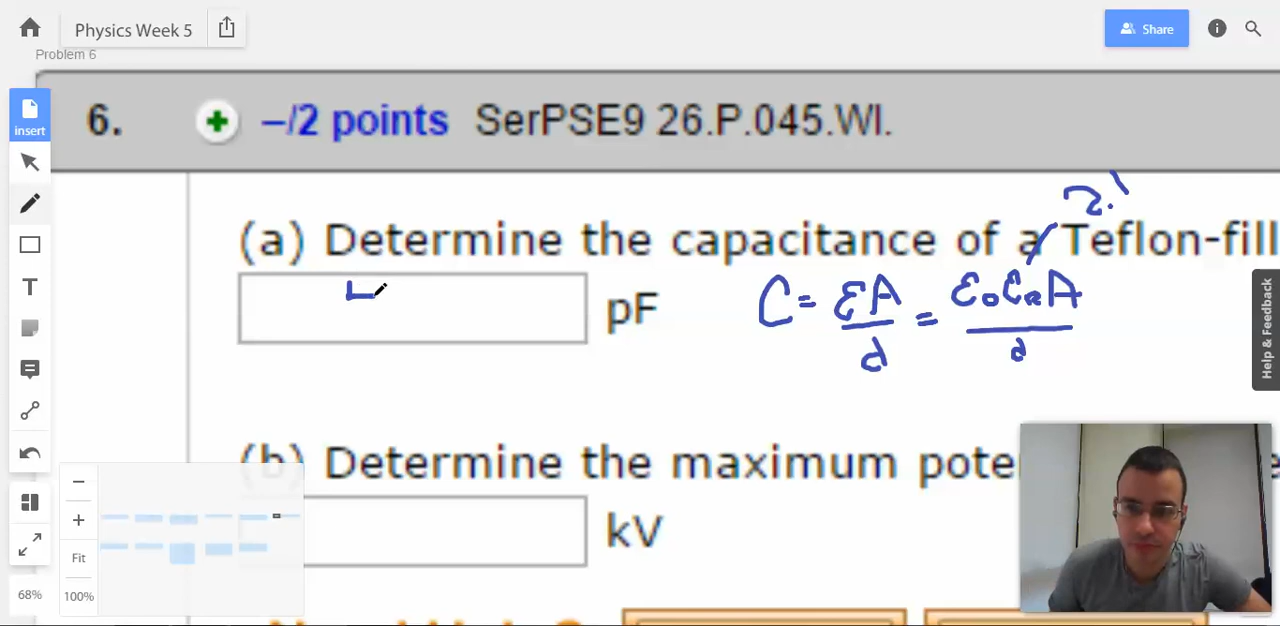 Physics Week 5
Share
Problem 6
insert
6. –/2 points SerPSE9 26.P.045.WI.
2.1
(a) Determine the capacitance of a Teflon-fill
pF
C = εA/d = ε₀εᵣA/d
Help & Feedback
(b) Determine the maximum pote
kV
Fit
68%
100%